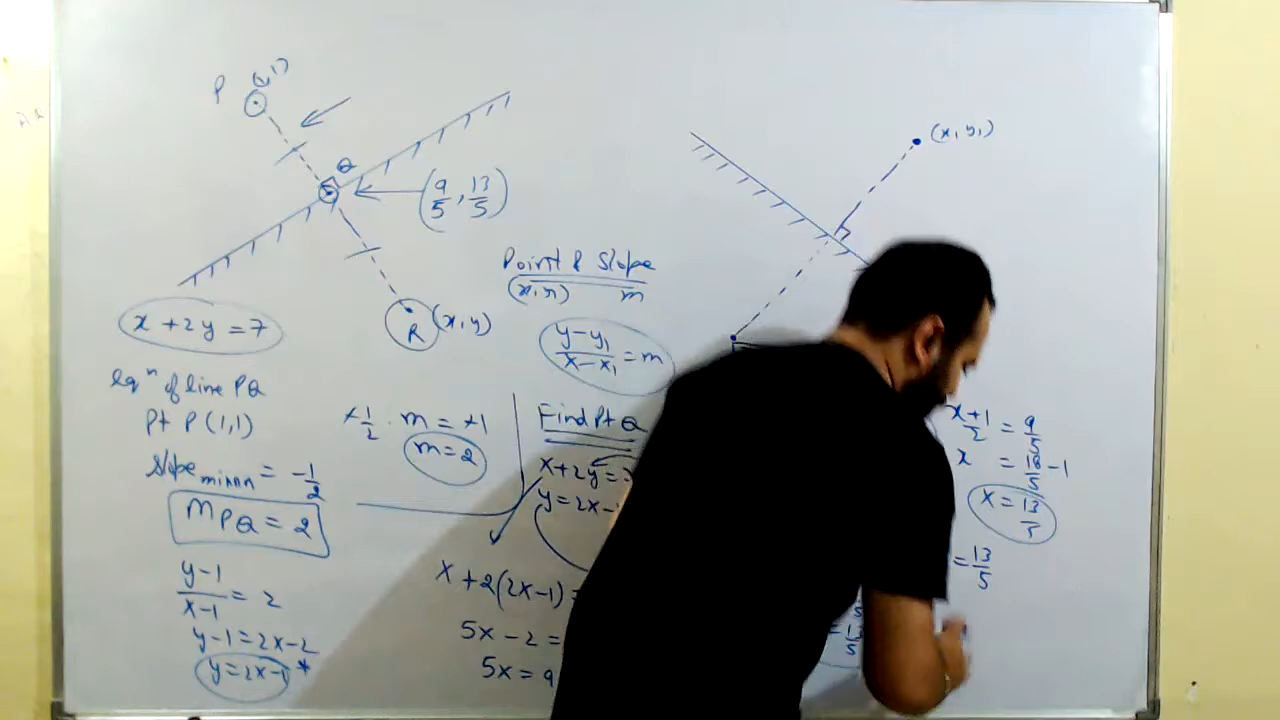 P (1,1)
Q
(9/5, 13/5)
R (x, y)
x + 2y = 7
Eqⁿ of line PQ
Pt P (1,1)
Slope mirror = -1/2
m PQ = 2
y-1/x-1 = 2
y-1 = 2x-2
y = 2x-1 *
-1/2 . m = -1
m = 2
Point & Slope
(x₁, y₁) m
y-y₁/x-x₁ = m
Find Pt Q
x + 2y = 7
y = 2x-
x + 2(2x-1) =
5x - 2 =
5x = 9
(x₁, y₁)
x+1/2 = 9/5
x = 18/5 - 1
x = 13/5
= 13/5